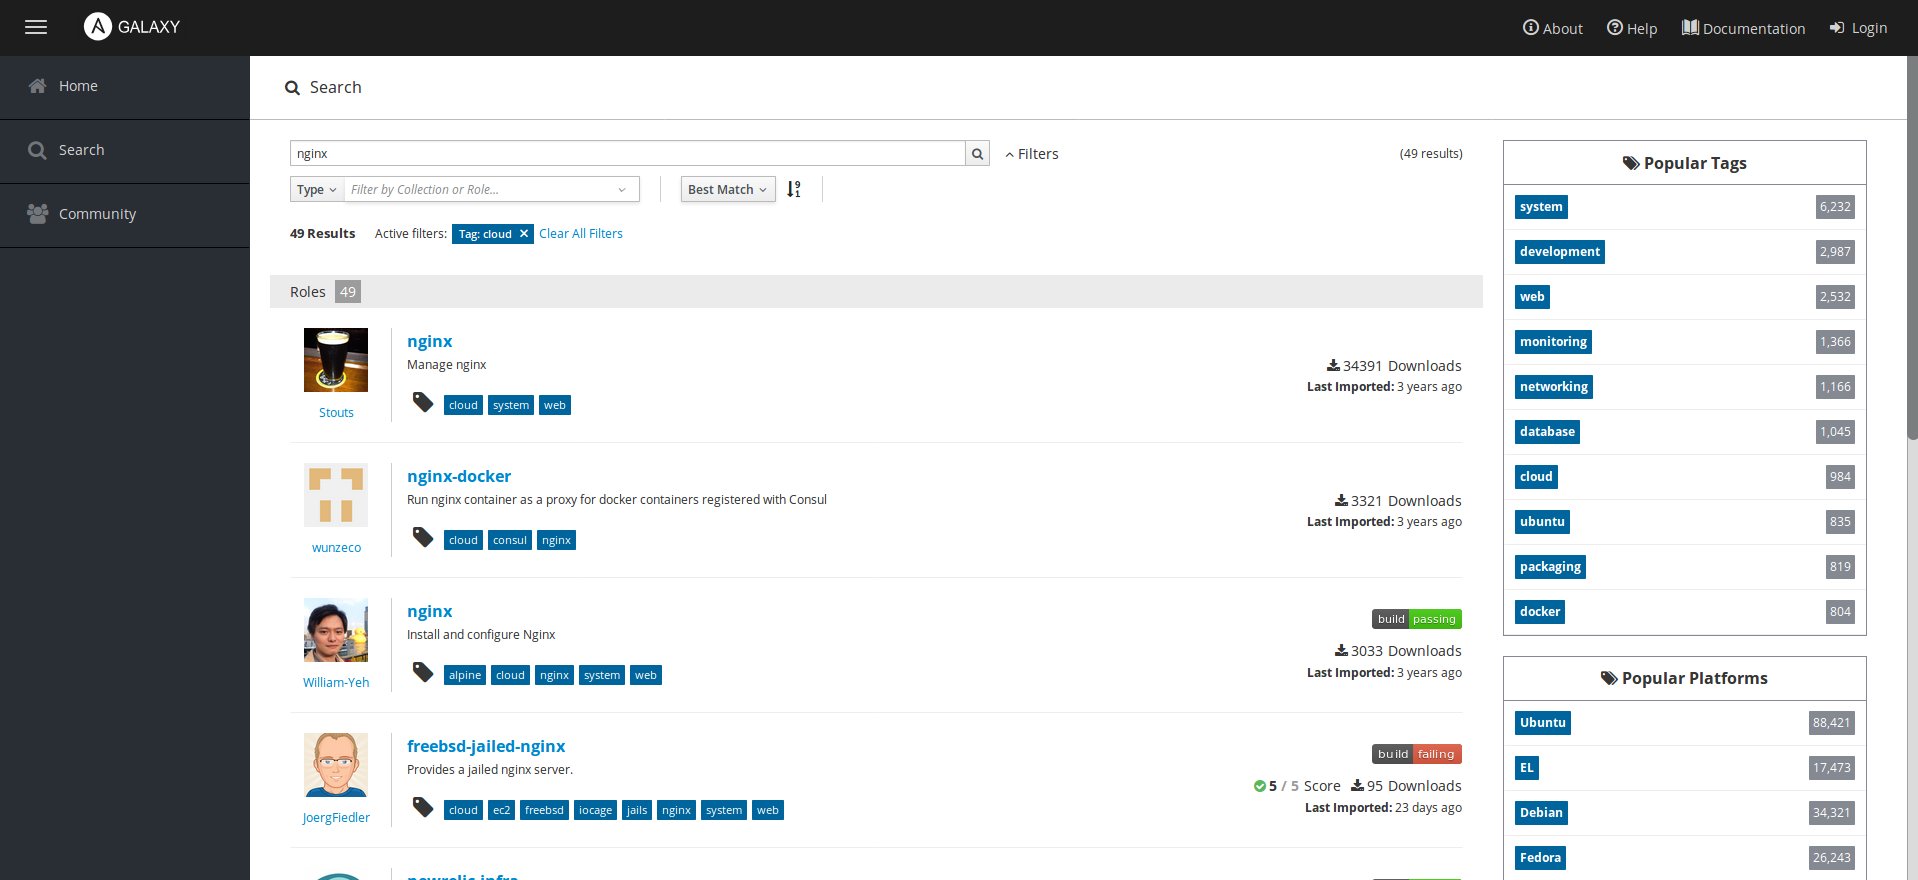 GALAXY
About
Help
Documentation
Login
Home
Search
Community
Search
nginx
Filters
(49 results)
Type
Filter by Collection or Role...
Best Match
49 Results
Active filters:
Tag: cloud ✕
Clear All Filters
Roles 49
nginx
Manage nginx
cloud system web
Stouts
34391 Downloads
Last Imported: 3 years ago
nginx-docker
Run nginx container as a proxy for docker containers registered with Consul
cloud consul nginx
wunzeco
3321 Downloads
Last Imported: 3 years ago
nginx
Install and configure Nginx
alpine cloud nginx system web
William-Yeh
build passing
3033 Downloads
Last Imported: 3 years ago
freebsd-jailed-nginx
Provides a jailed nginx server.
cloud ec2 freebsd iocage jails nginx system web
JoergFiedler
build failing
5 / 5 Score 95 Downloads
Last Imported: 23 days ago
newrelic-infra
Popular Tags
system 6,232
development 2,987
web 2,532
monitoring 1,366
networking 1,166
database 1,045
cloud 984
ubuntu 835
packaging 819
docker 804
Popular Platforms
Ubuntu 88,421
EL 17,473
Debian 34,321
Fedora 26,243